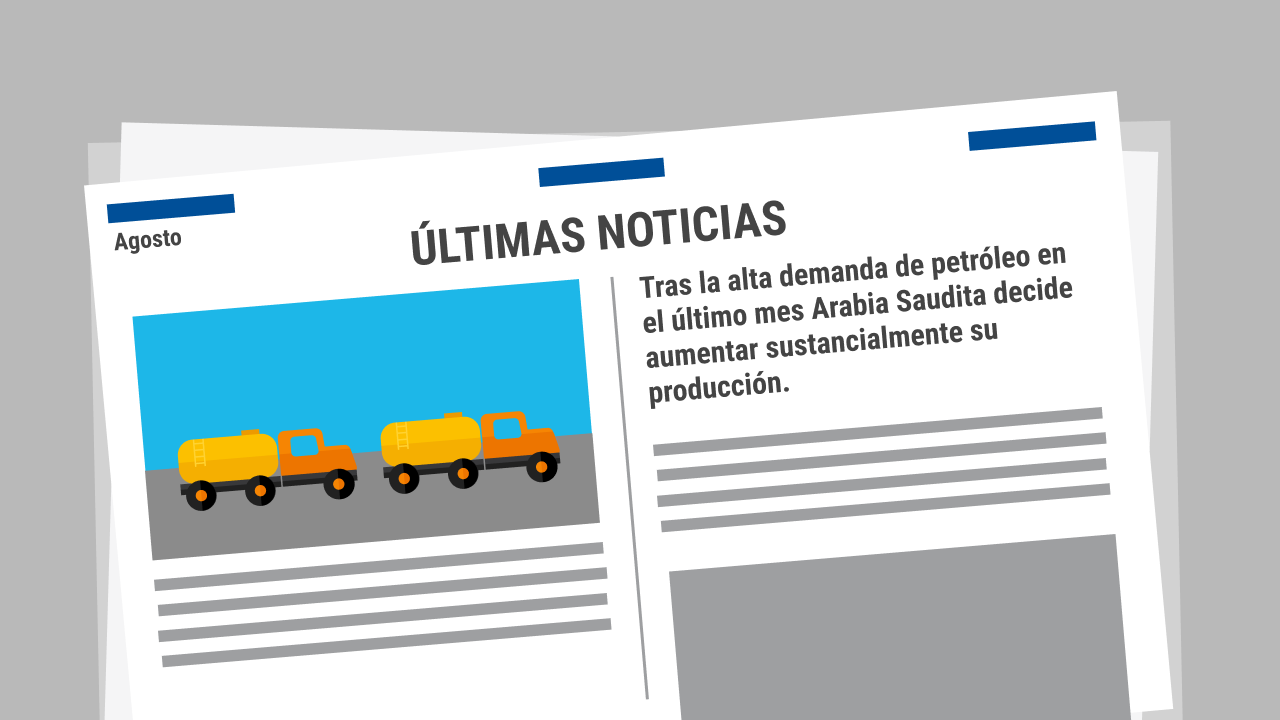 Agosto
ÚLTIMAS NOTICIAS
Tras la alta demanda de petróleo en
el último mes Arabia Saudita decide
aumentar sustancialmente su
producción.